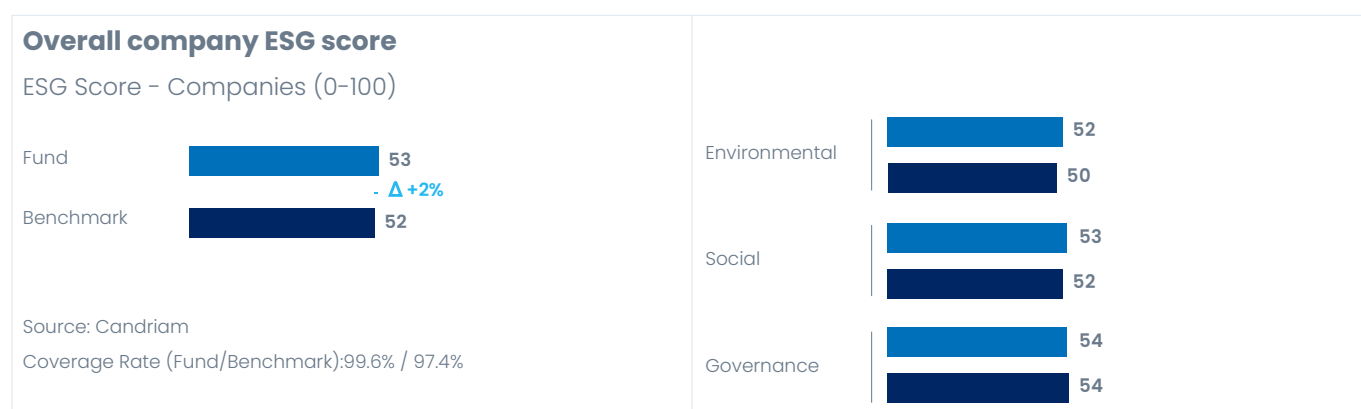 Overall company ESG score
ESG Score - Companies (0-100)
Fund
53
- Δ +2%
Benchmark
52
Source: Candriam
Coverage Rate (Fund/Benchmark):99.6% / 97.4%
Environmental
52
50
Social
53
52
Governance
54
54